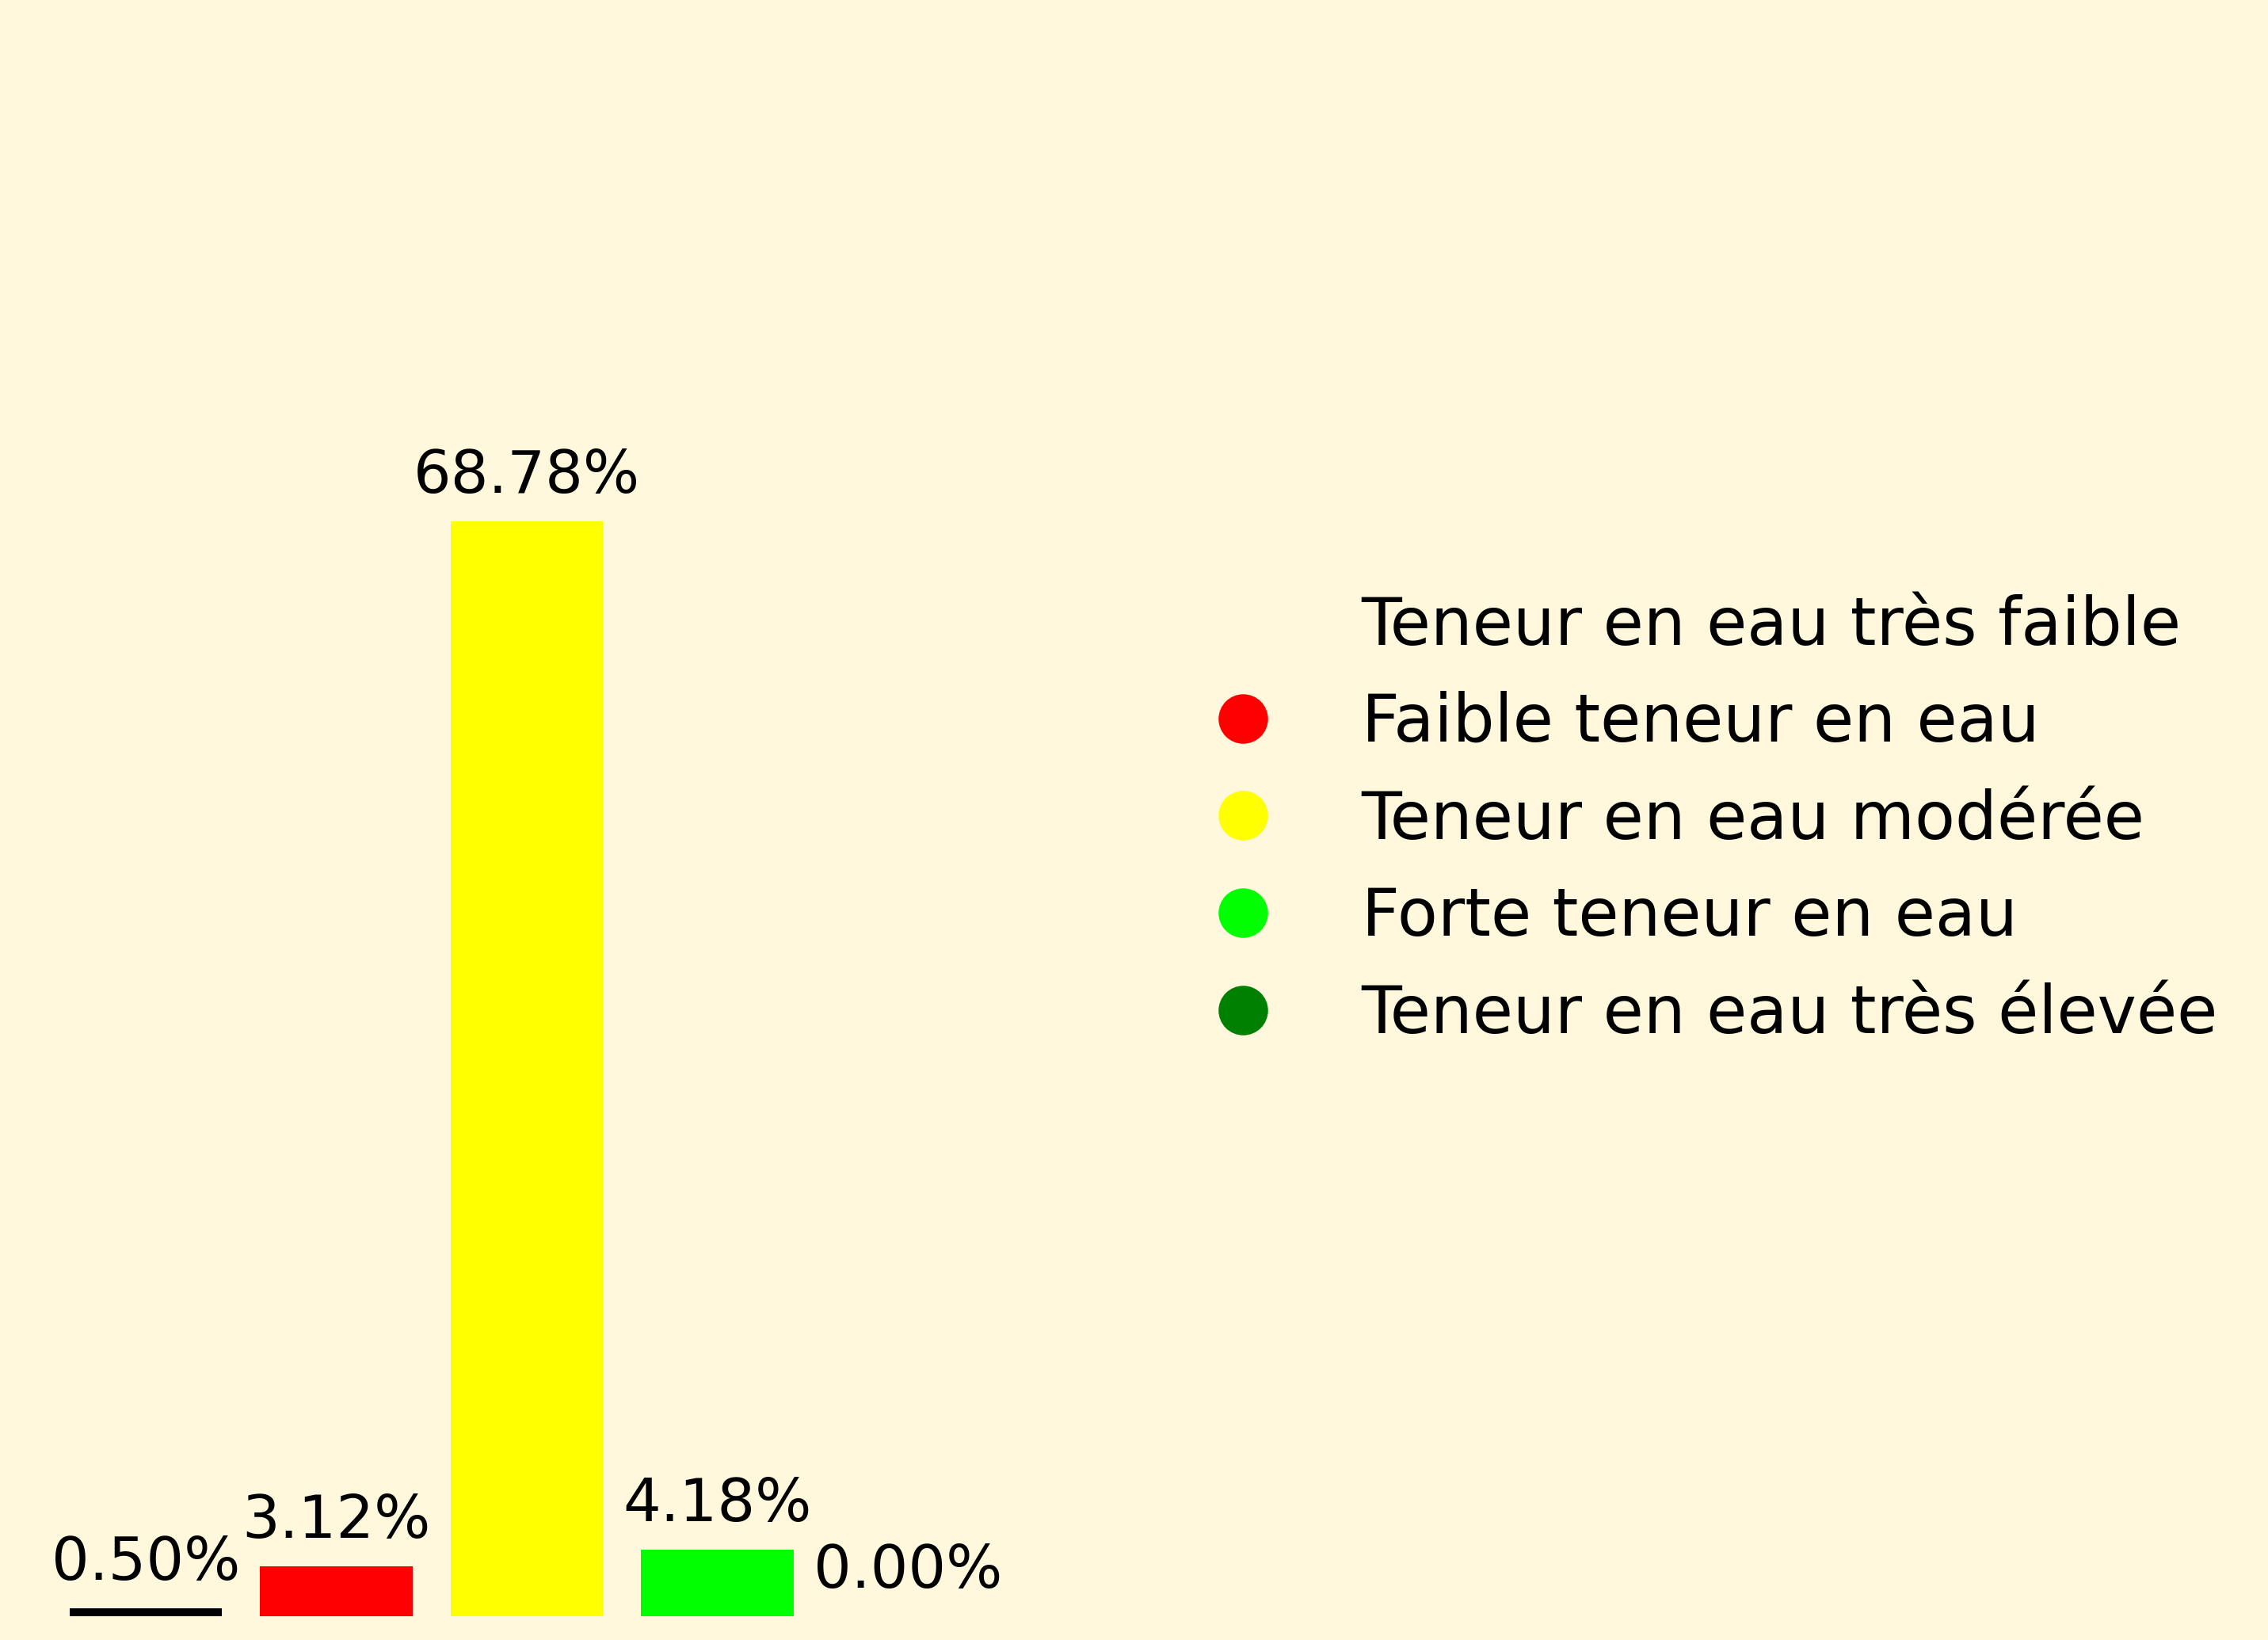 68.78%
Teneur en eau très faible
Faible teneur en eau
Teneur en eau modérée
Forte teneur en eau
Teneur en eau très élevée
0.50%
3.12%
4.18%
0.00%